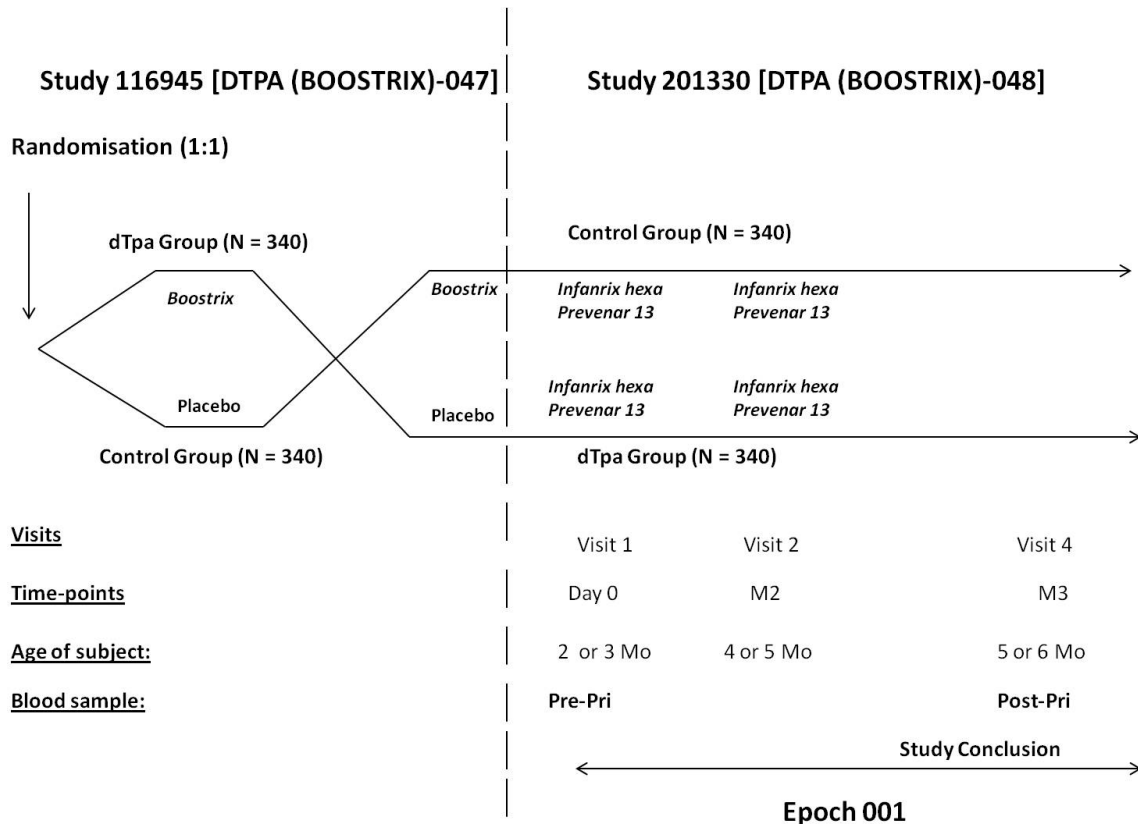 Study 116945 [DTPA (BOOSTRIX)-047]
Study 201330 [DTPA (BOOSTRIX)-048]
Randomisation (1:1)
dTpa Group (N = 340)
Control Group (N = 340)
Boostrix
Boostrix
Infanrix hexa
Prevenar 13
Infanrix hexa
Prevenar 13
Placebo
Placebo
Infanrix hexa
Prevenar 13
Infanrix hexa
Prevenar 13
Control Group (N = 340)
dTpa Group (N = 340)
Visits
Visit 1
Visit 2
Visit 4
Time-points
Day 0
M2
M3
Age of subject:
2 or 3 Mo
4 or 5 Mo
5 or 6 Mo
Blood sample:
Pre-Pri
Post-Pri
Study Conclusion
Epoch 001